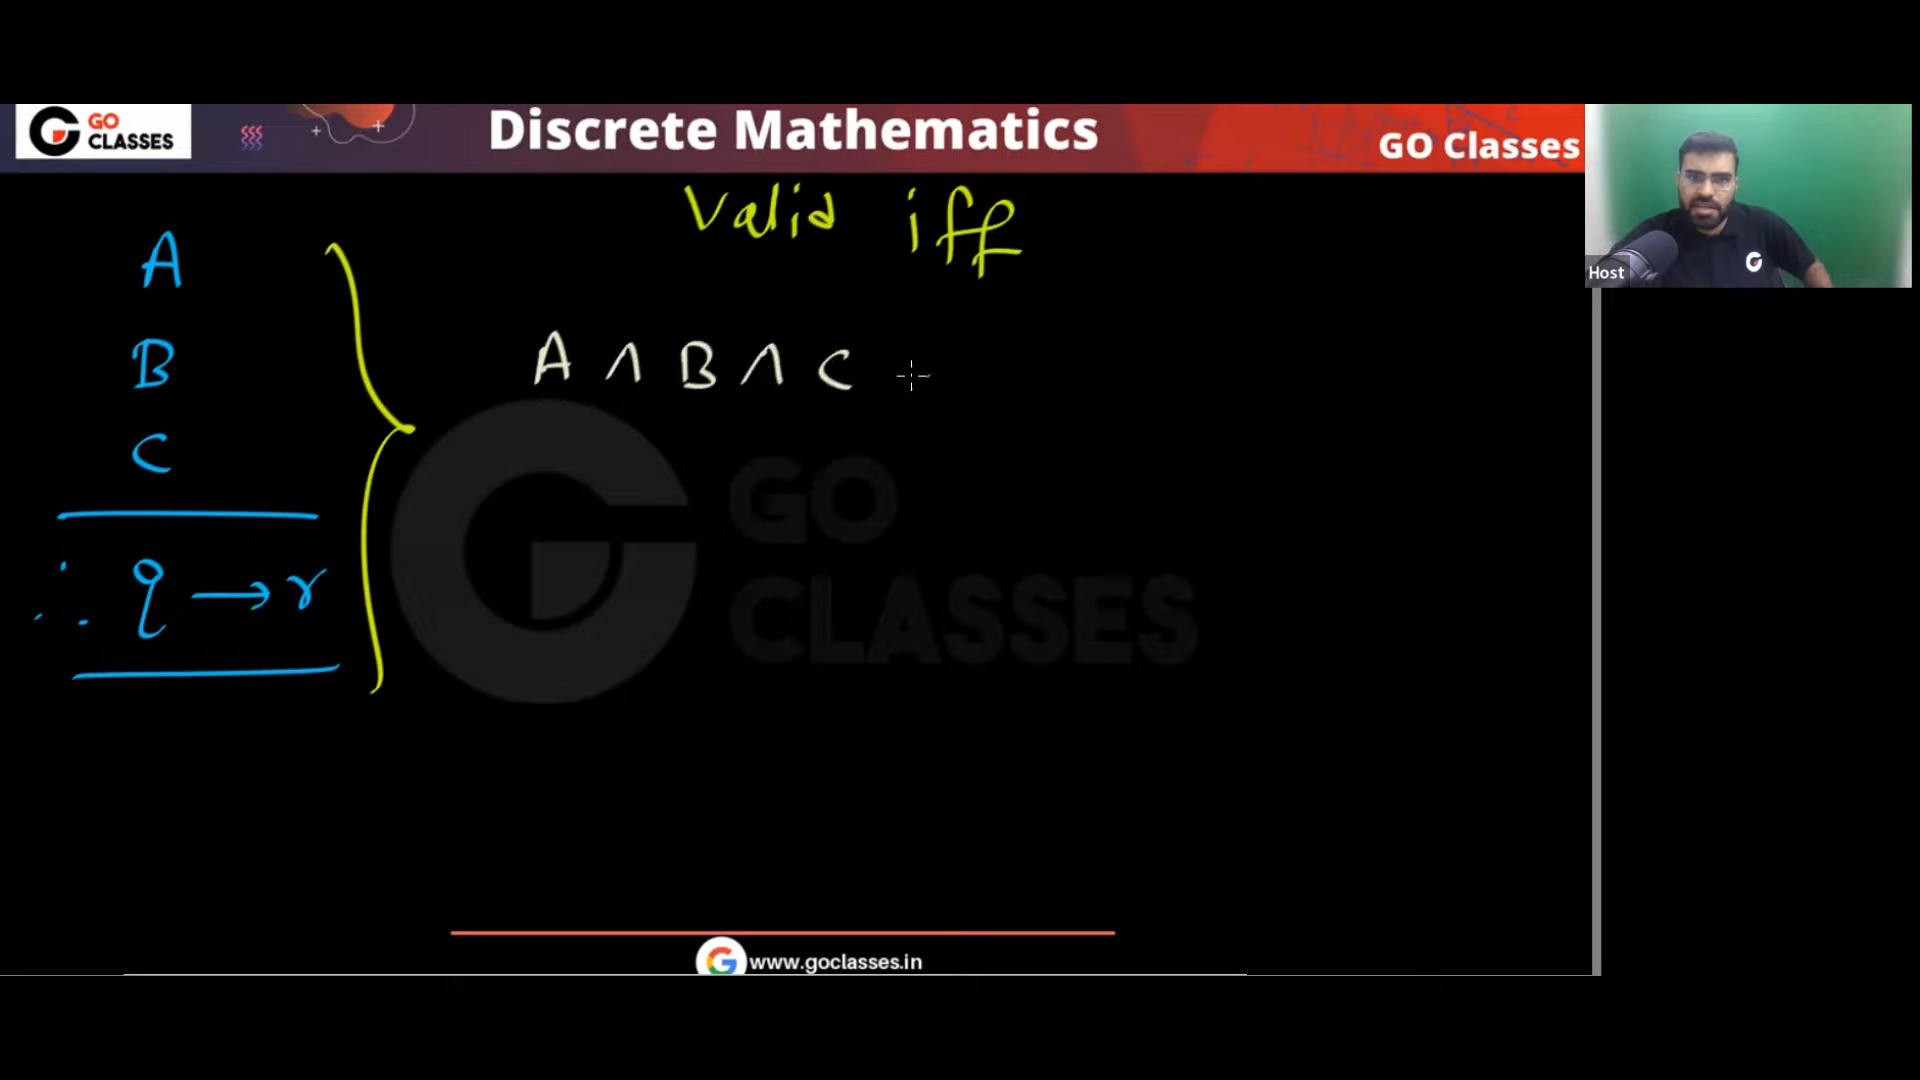 GO
CLASSES
Discrete Mathematics
GO Classes
Host
Valid iff
A
B
C
∴ q → r
A ∧ B ∧ C
GO
CLASSES
www.goclasses.in